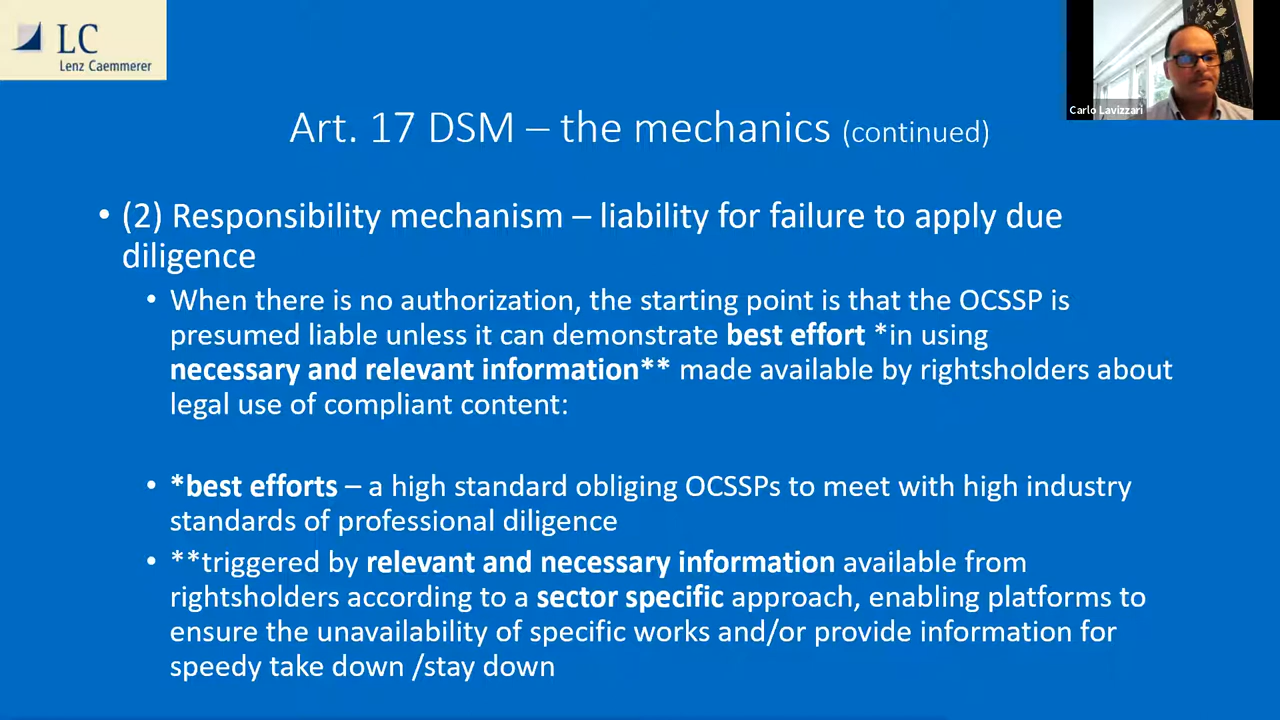 LC
Lenz Caemmerer
Carlo Lavizzari
Art. 17 DSM – the mechanics (continued)
• (2) Responsibility mechanism – liability for failure to apply due
diligence
• When there is no authorization, the starting point is that the OCSSP is
presumed liable unless it can demonstrate best effort *in using
necessary and relevant information** made available by rightsholders about
legal use of compliant content:
• *best efforts – a high standard obliging OCSSPs to meet with high industry
standards of professional diligence
• **triggered by relevant and necessary information available from
rightsholders according to a sector specific approach, enabling platforms to
ensure the unavailability of specific works and/or provide information for
speedy take down /stay down